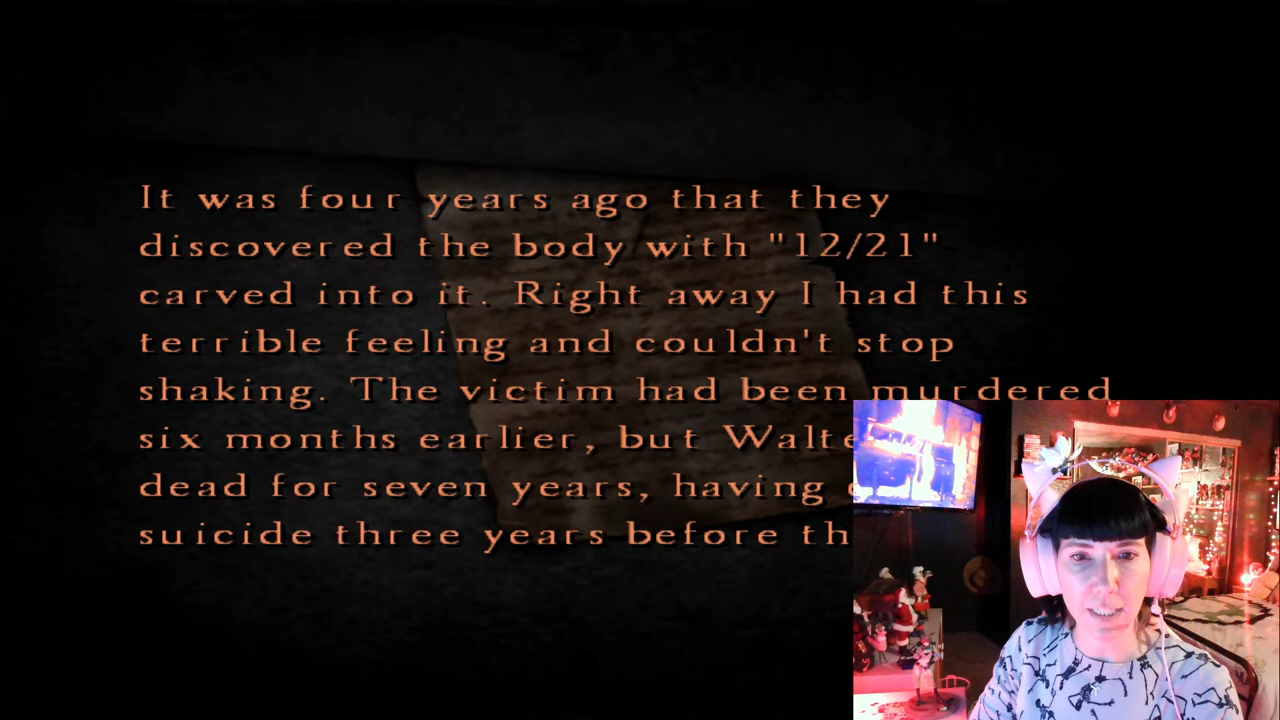 It was four years ago that they
discovered the body with "12/21"
carved into it. Right away I had this
terrible feeling and couldn't stop
shaking. The victim had been murdered
six months earlier, but
dead for seven years, having
suicide three years before